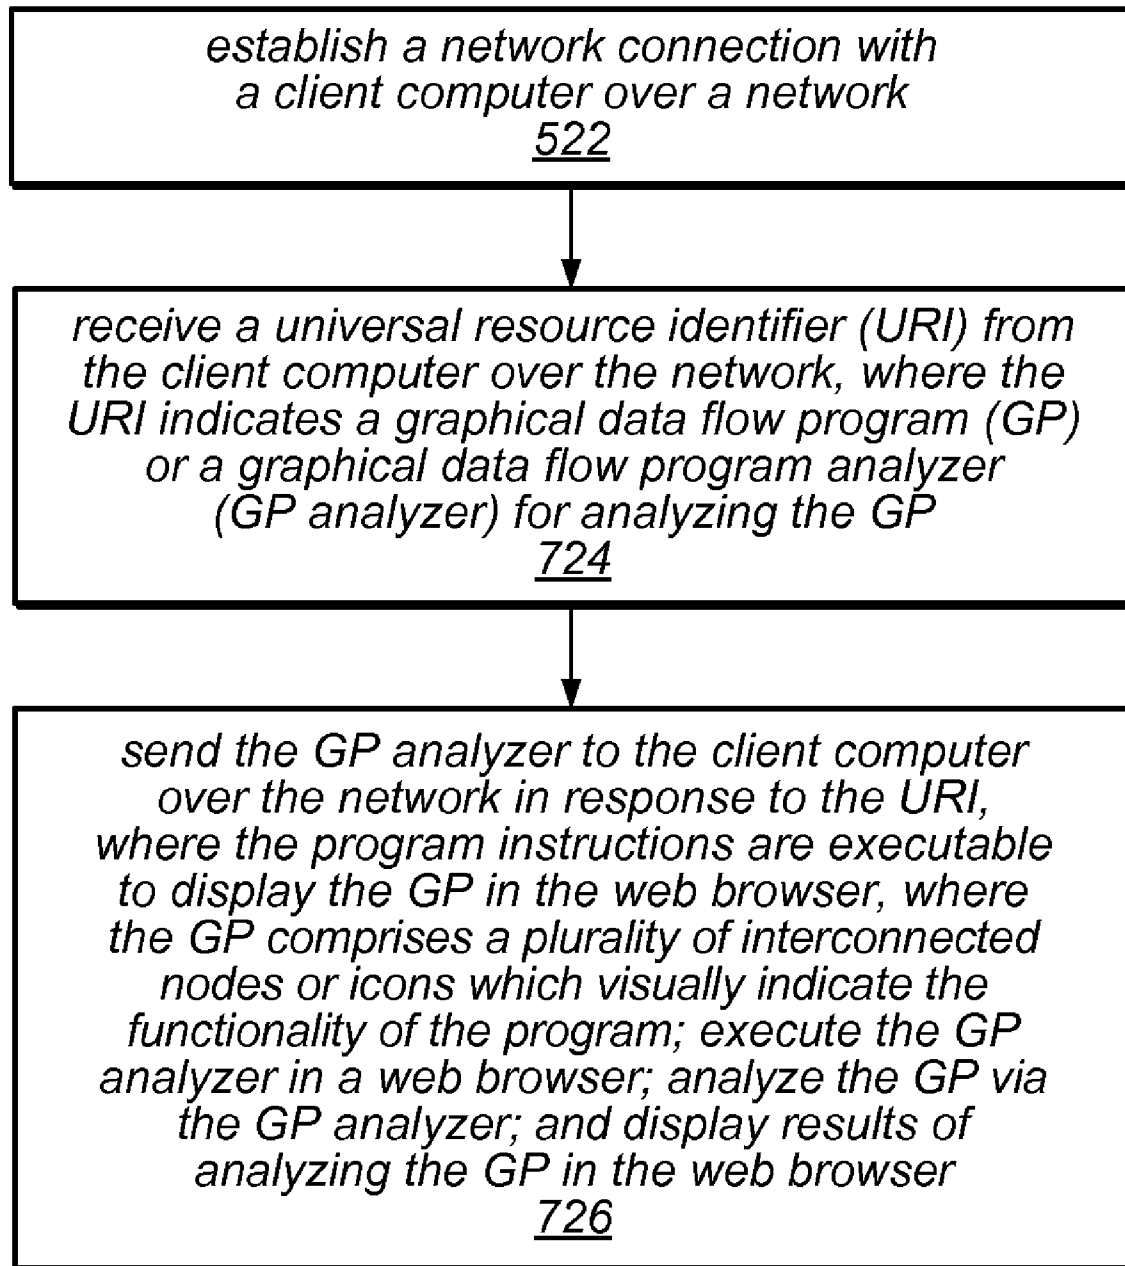 establish a network connection with
a client computer over a network
522
receive a universal resource identifier (URI) from
the client computer over the network, where the
URI indicates a graphical data flow program (GP)
or a graphical data flow program analyzer
(GP analyzer) for analyzing the GP
724
send the GP analyzer to the client computer
over the network in response to the URI,
where the program instructions are executable
to display the GP in the web browser, where
the GP comprises a plurality of interconnected
nodes or icons which visually indicate the
functionality of the program; execute the GP
analyzer in a web browser; analyze the GP via
the GP analyzer; and display results of
analyzing the GP in the web browser
726